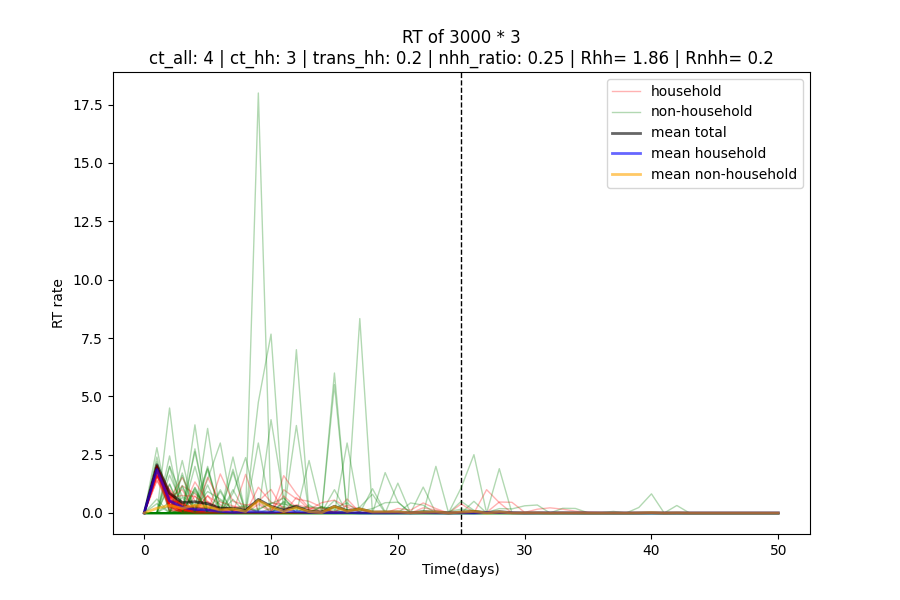 RT of 3000 * 3
ct_all: 4 | ct_hh: 3 | trans_hh: 0.2 | nhh_ratio: 0.25 | Rhh= 1.86 | Rnhh= 0.2
household
non-household
mean total
mean household
mean non-household
17.5
15.0
12.5
10.0
7.5
5.0
2.5
0.0
RT rate
0
10
20
30
40
50
Time(days)